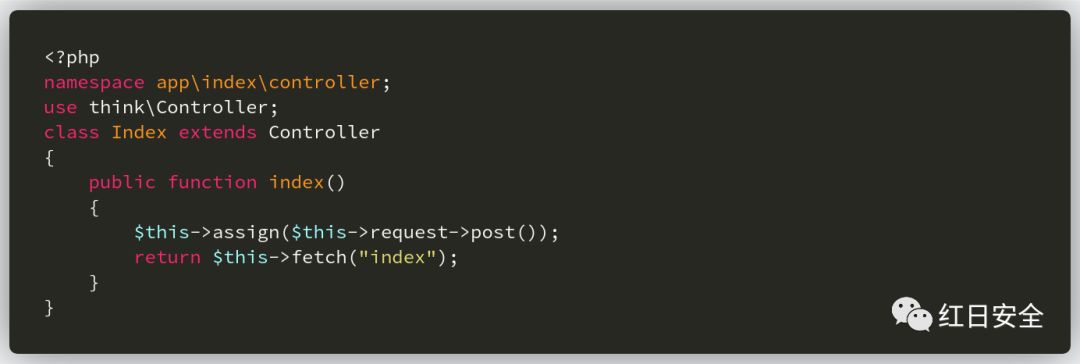 <?php
namespace app\index\controller;
use think\Controller;
class Index extends Controller
{
    public function index()
    {
        $this->assign($this->request->post());
        return $this->fetch("index");
    }
}
红日安全